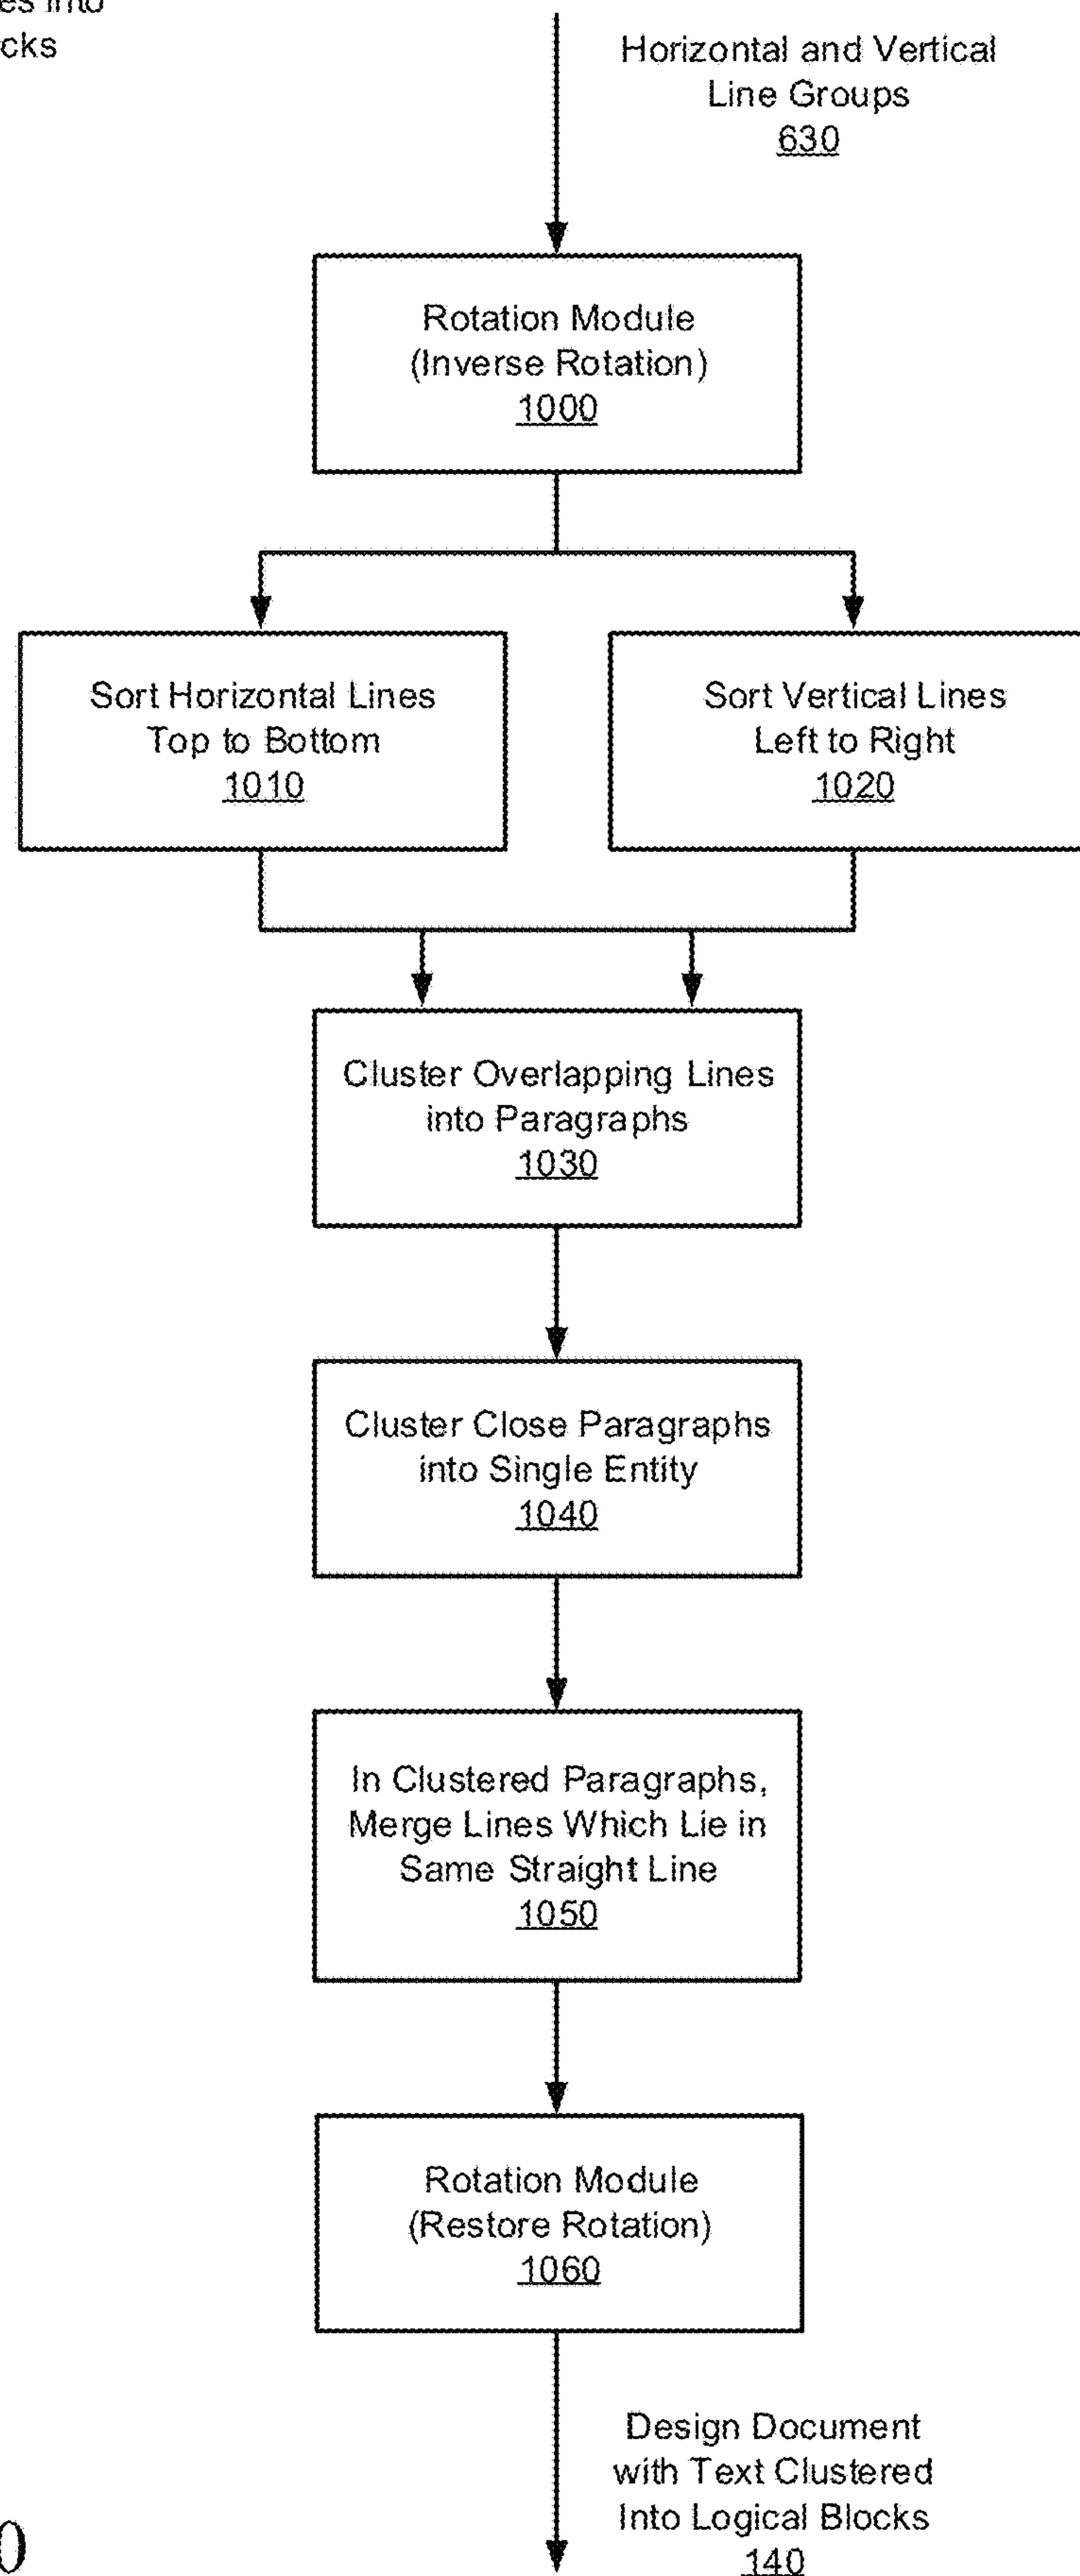 cks
Horizontal and Vertical
Line Groups
630
Rotation Module
(Inverse Rotation)
1000
Sort Horizontal Lines
Top to Bottom
1010
Sort Vertical Lines
Left to Right
1020
Cluster Overlapping Lines
into Paragraphs
1030
Cluster Close Paragraphs
into Single Entity
1040
In Clustered Paragraphs,
Merge Lines Which Lie in
Same Straight Line
1050
Rotation Module
(Restore Rotation)
1060
Design Document
with Text Clustered
Into Logical Blocks
140
0